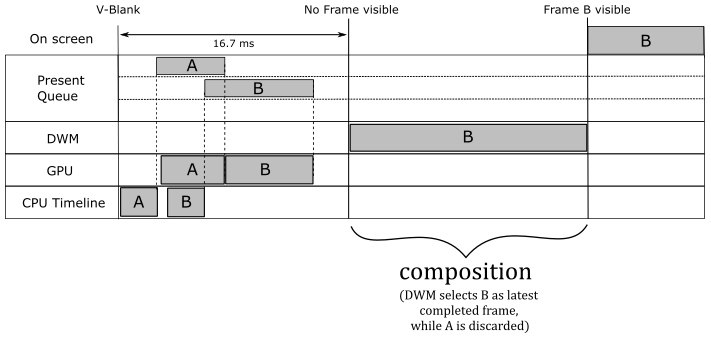 V-Blank
No Frame visible
Frame B visible
On screen
16.7 ms
B
Present
Queue
A
B
DWM
B
GPU
A
B
CPU Timeline
A
B
composition
(DWM selects B as latest
completed frame,
while A is discarded)